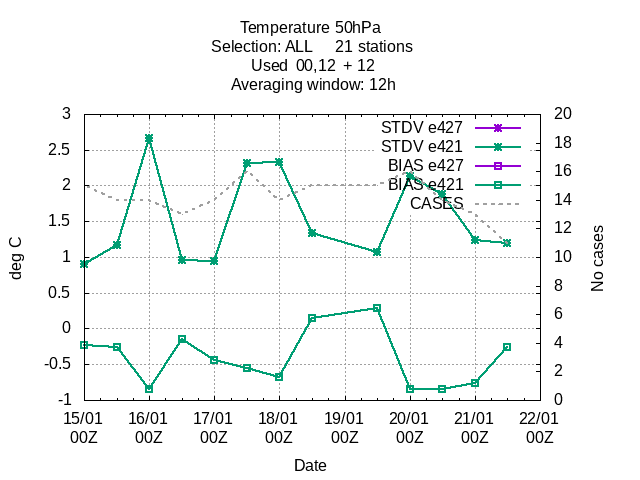 Temperature 50hPa
Selection: ALL 21 stations
Used 00,12 + 12
Averaging window: 12h
STDV e427
STDV e421
BIAS e427
BIAS e421
CASES
3
2.5
2
1.5
1
0.5
0
-0.5
-1
deg C
20
18
16
14
12
10
8
6
4
2
0
No cases
15/01 16/01 17/01 18/01 19/01 20/01 21/01 22/01
00Z 00Z 00Z 00Z 00Z 00Z 00Z 00Z
Date